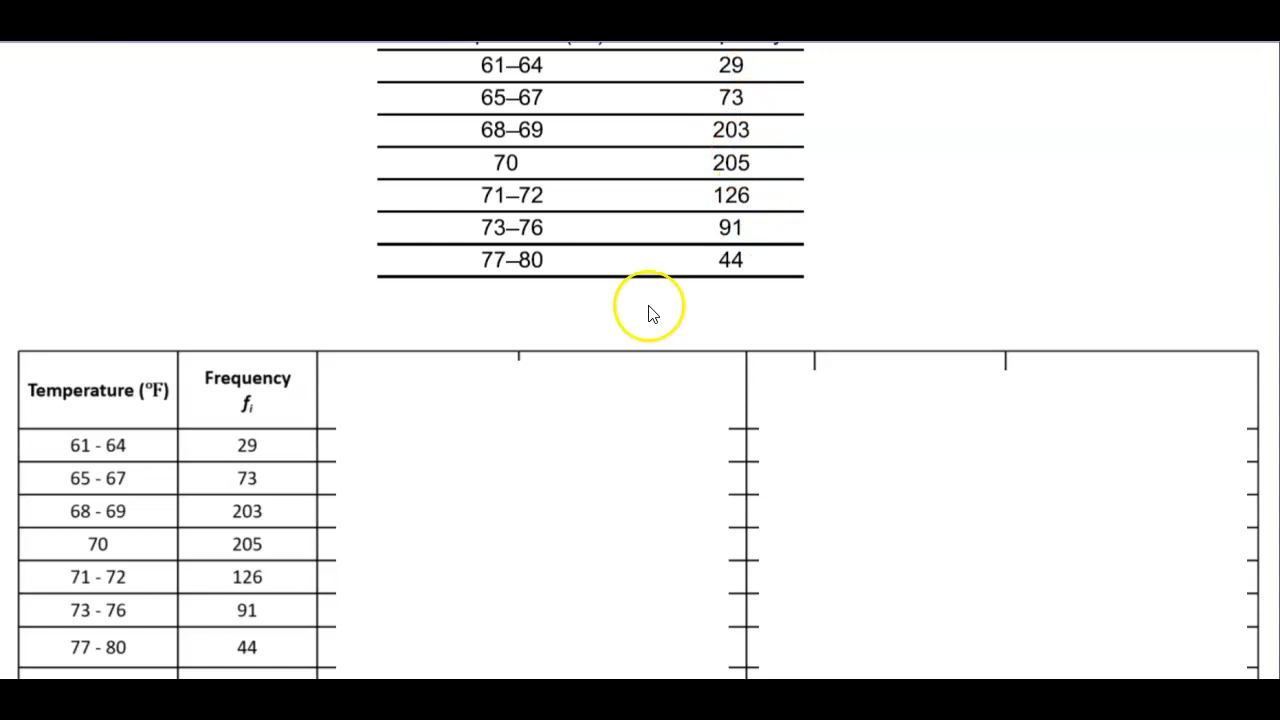 61–64 29
65–67 73
68–69 203
70 205
71–72 126
73–76 91
77–80 44
Temperature (°F) Frequency fᵢ
61 - 64 29
65 - 67 73
68 - 69 203
70 205
71 - 72 126
73 - 76 91
77 - 80 44